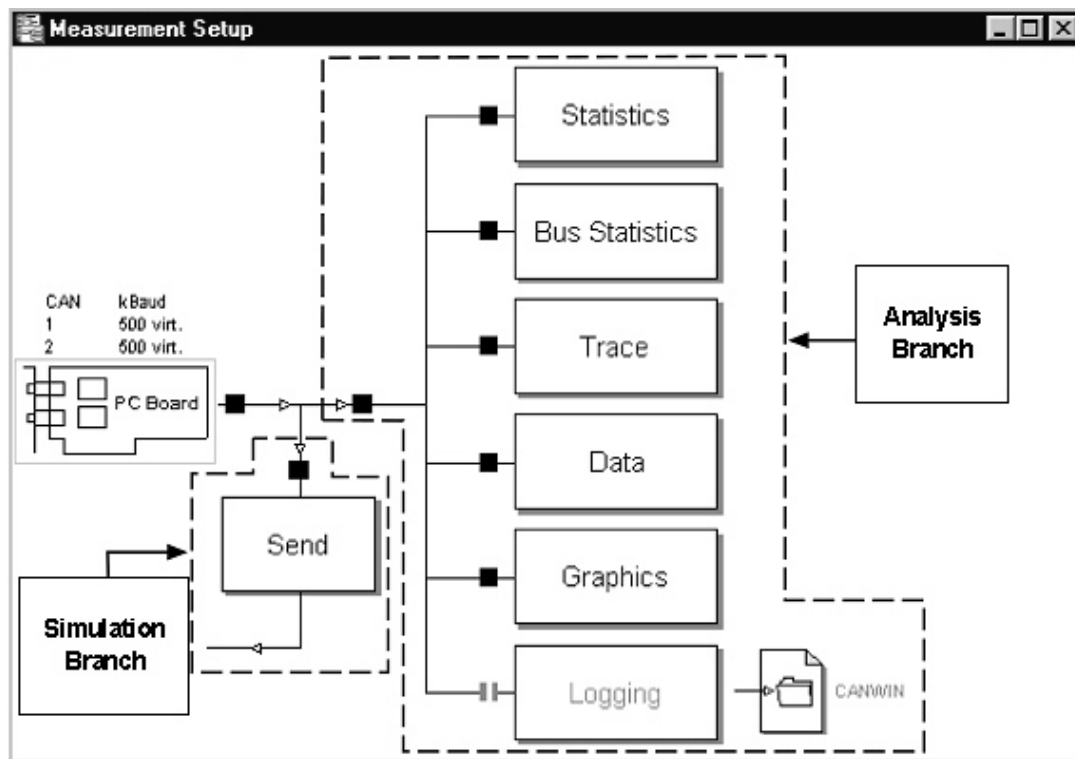 Measurement Setup
Statistics
Bus Statistics
CAN kBaud
1 500 virt.
2 500 virt.
Trace
Analysis
Branch
PC Board
Data
Send
Graphics
Simulation
Branch
Logging
CANWIN